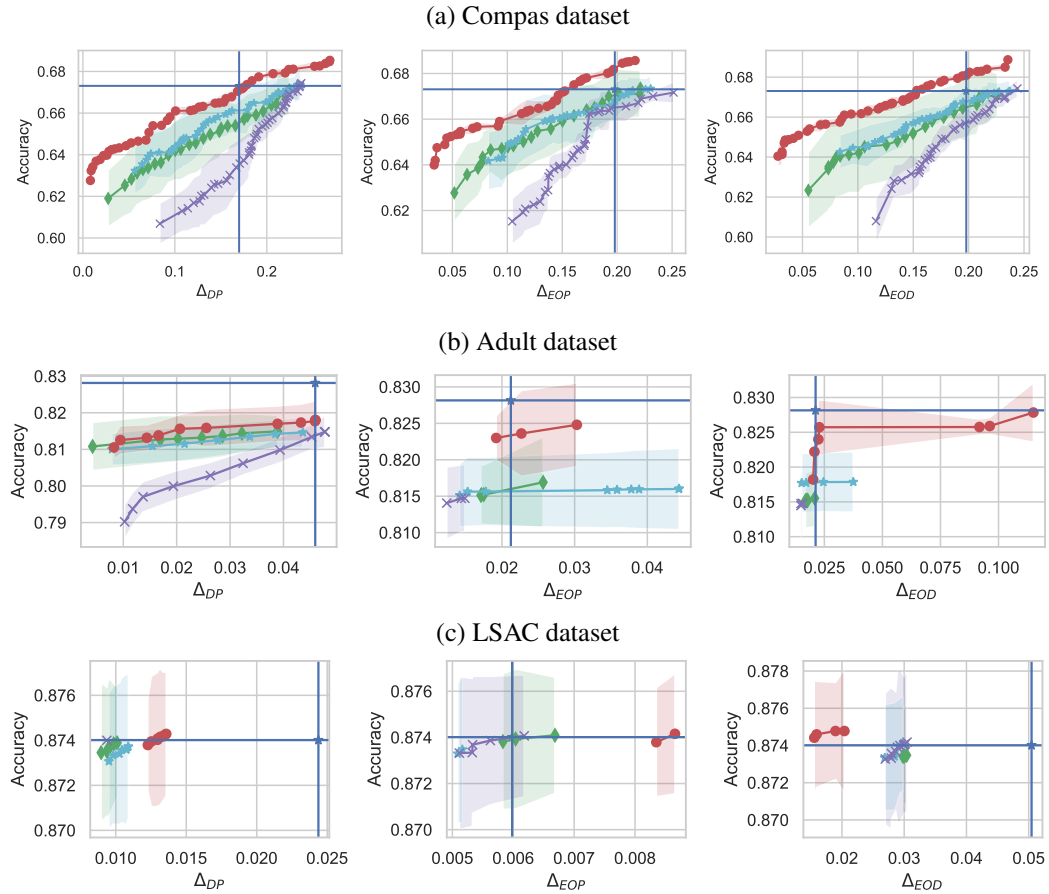 (a) Compas dataset
Accuracy
0.68
0.66
0.64
0.62
0.60
0.0 0.1 0.2
Δ_DP
Accuracy
0.68
0.66
0.64
0.62
0.05 0.10 0.15 0.20 0.25
Δ_EOP
Accuracy
0.68
0.66
0.64
0.62
0.60
0.05 0.10 0.15 0.20 0.25
Δ_EOD
(b) Adult dataset
Accuracy
0.83
0.82
0.81
0.80
0.79
0.01 0.02 0.03 0.04
Δ_DP
Accuracy
0.830
0.825
0.820
0.815
0.810
0.02 0.03 0.04
Δ_EOP
Accuracy
0.830
0.825
0.820
0.815
0.810
0.025 0.050 0.075 0.100
Δ_EOD
(c) LSAC dataset
Accuracy
0.876
0.874
0.872
0.870
0.010 0.015 0.020 0.025
Δ_DP
Accuracy
0.876
0.874
0.872
0.870
0.005 0.006 0.007 0.008
Δ_EOP
Accuracy
0.878
0.876
0.874
0.872
0.870
0.02 0.03 0.04 0.05
Δ_EOD